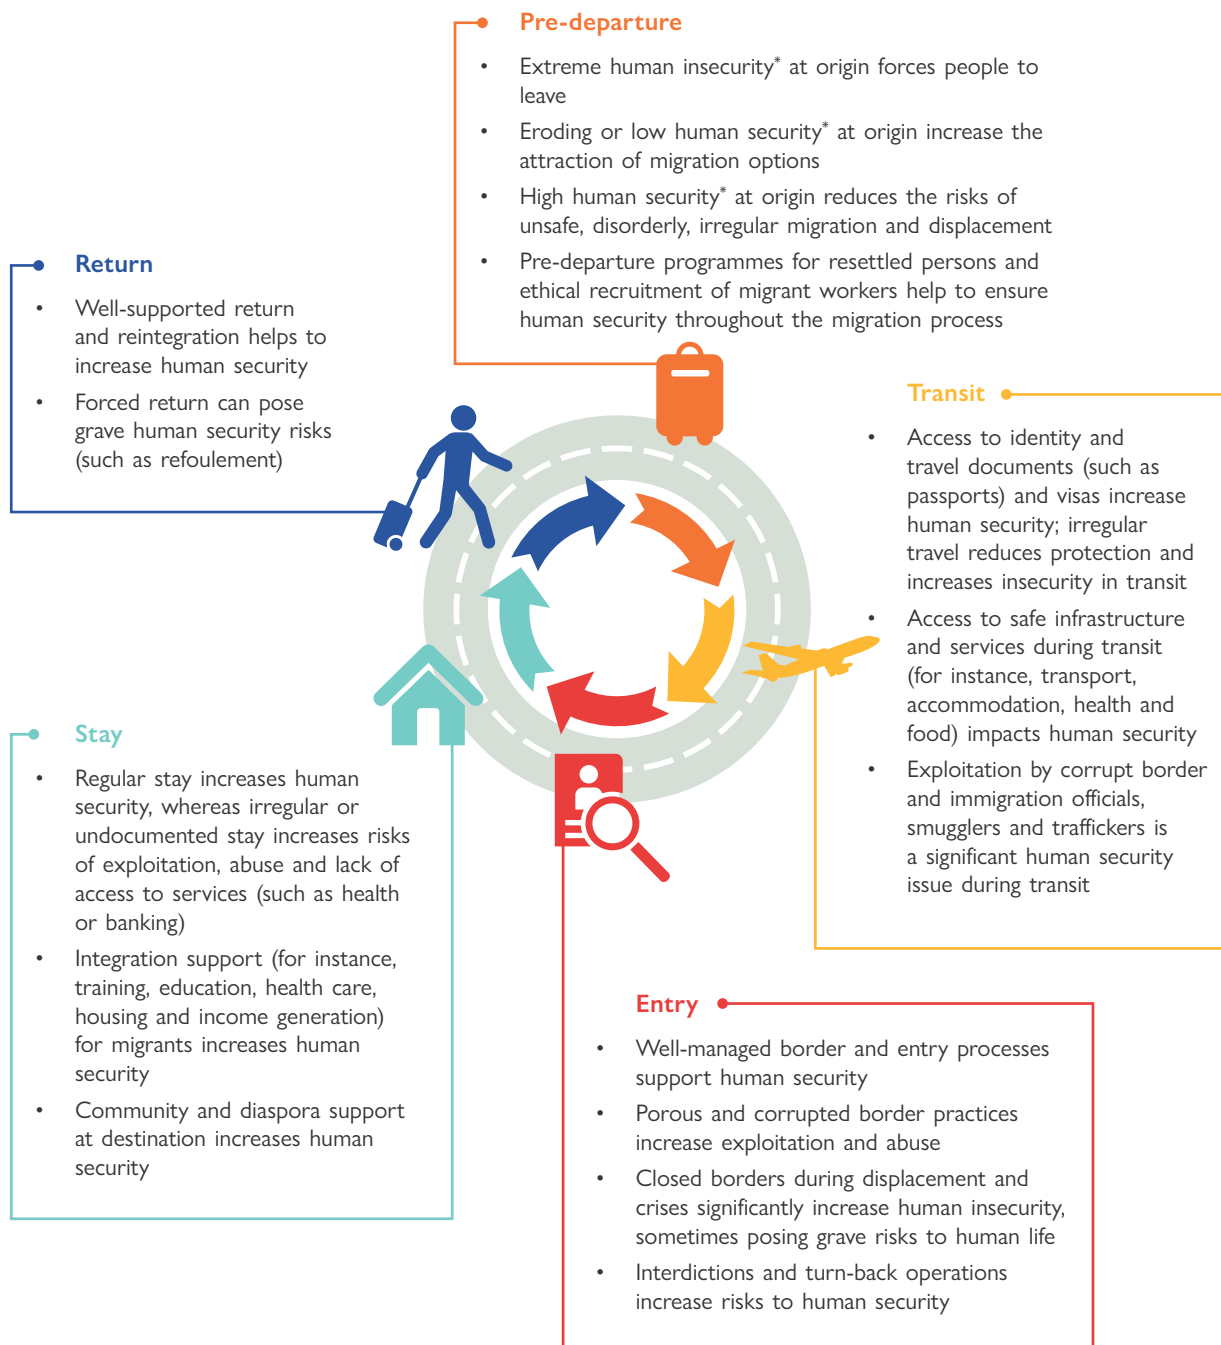 Pre-departure
• Extreme human insecurity* at origin forces people to
leave
• Eroding or low human security* at origin increase the
attraction of migration options
• High human security* at origin reduces the risks of
unsafe, disorderly, irregular migration and displacement
• Pre-departure programmes for resettled persons and
ethical recruitment of migrant workers help to ensure
human security throughout the migration process
Return
• Well-supported return
and reintegration helps to
increase human security
• Forced return can pose
grave human security risks
(such as refoulement)
Transit
• Access to identity and
travel documents (such as
passports) and visas increase
human security; irregular
travel reduces protection and
increases insecurity in transit
• Access to safe infrastructure
and services during transit
(for instance, transport,
accommodation, health and
food) impacts human security
• Exploitation by corrupt border
and immigration officials,
smugglers and traffickers is
a significant human security
issue during transit
Stay
• Regular stay increases human
security, whereas irregular or
undocumented stay increases risks
of exploitation, abuse and lack of
access to services (such as health
or banking)
• Integration support (for instance,
training, education, health care,
housing and income generation)
for migrants increases human
security
• Community and diaspora support
at destination increases human
security
Entry
• Well-managed border and entry processes
support human security
• Porous and corrupted border practices
increase exploitation and abuse
• Closed borders during displacement and
crises significantly increase human insecurity,
sometimes posing grave risks to human life
• Interdictions and turn-back operations
increase risks to human security